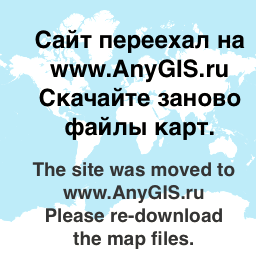 Сайт переехал на
www.AnyGIS.ru
Скачайте заново
файлы карт.
The site was moved to
www.AnyGIS.ru
Please re-download
the map files.